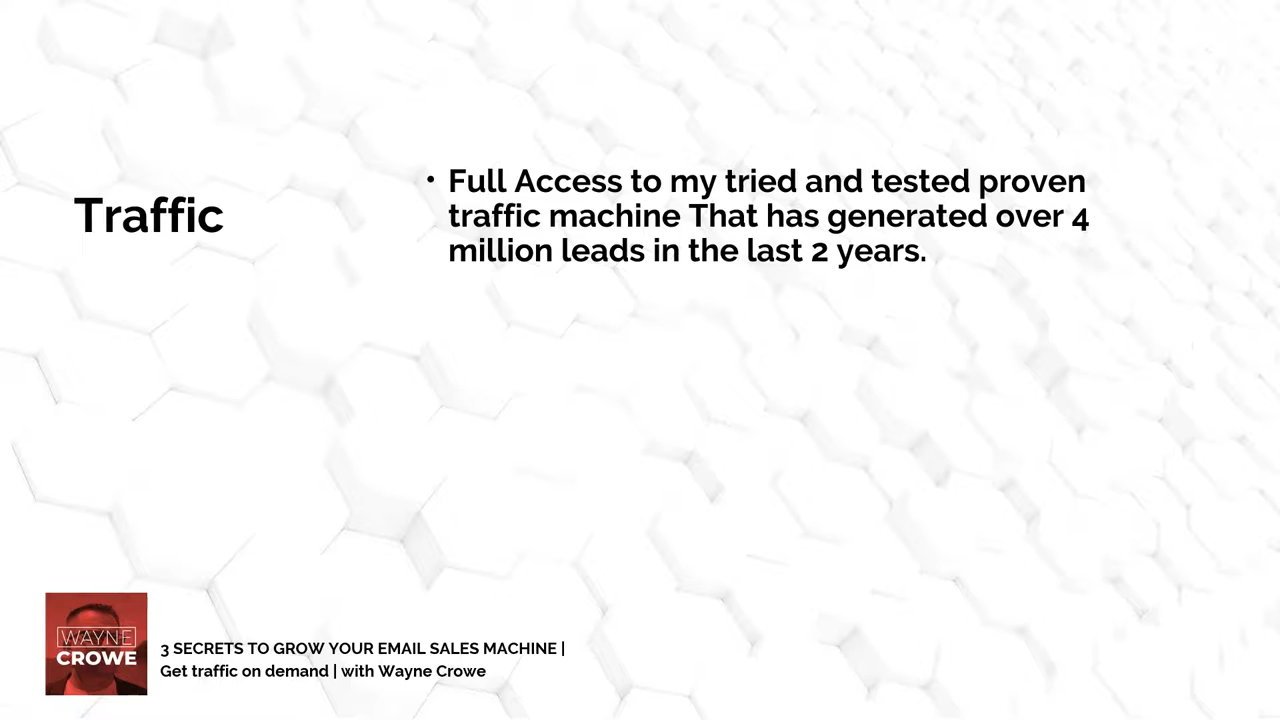 Traffic
• Full Access to my tried and tested proven
traffic machine That has generated over 4
million leads in the last 2 years.
WAYNE
CROWE
3 SECRETS TO GROW YOUR EMAIL SALES MACHINE |
Get traffic on demand | with Wayne Crowe